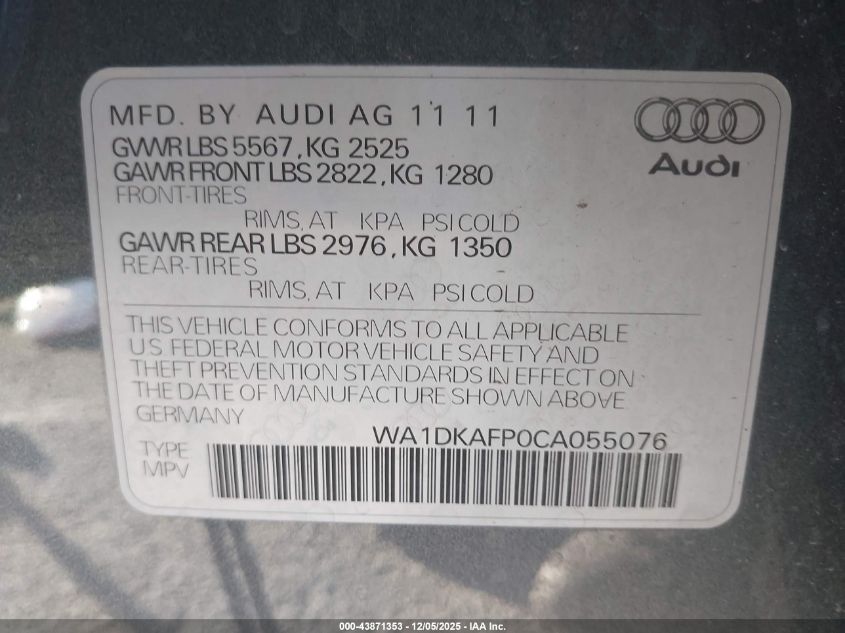 MFD. BY AUDI AG 11 11
Audi
GVWR LBS 5567, KG 2525
GAWR FRONT LBS 2822, KG 1280
FRONT-TIRES
RIMS, AT KPA PSI COLD
GAWR REAR LBS 2976, KG 1350
REAR-TIRES
RIMS, AT KPA PSI COLD
THIS VEHICLE CONFORMS TO ALL APPLICABLE
U.S. FEDERAL MOTOR VEHICLE SAFETY AND
THEFT PREVENTION STANDARDS IN EFFECT ON
THE DATE OF MANUFACTURE SHOWN ABOVE.
GERMANY
WA1DKAFP0CA055076
TYPE
MPV
000-43871353 - 12/05/2025 - IAA Inc.